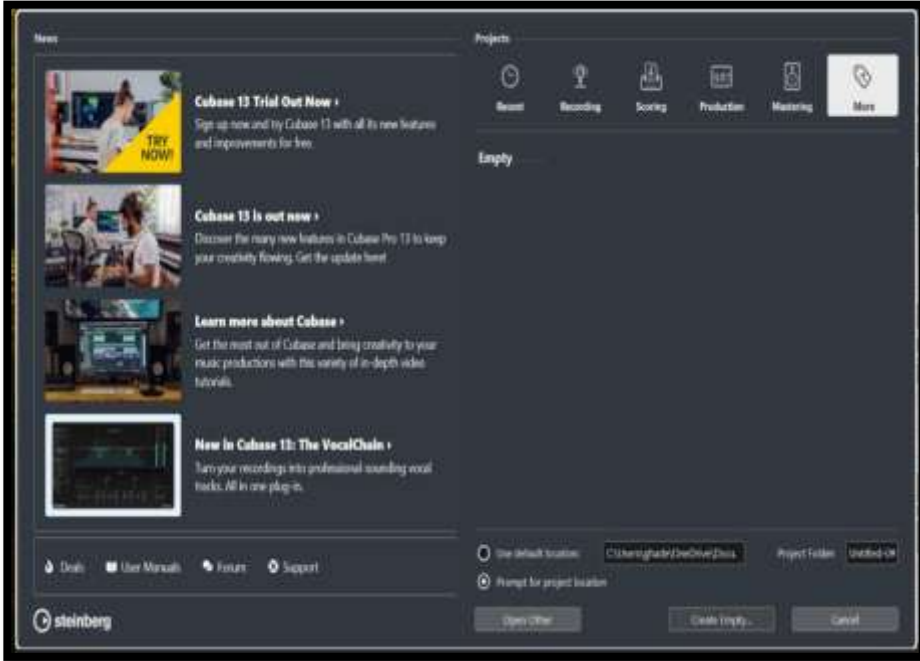 News
TRY
NOW!
Cubase 13 Trial Out Now ›
Sign up now and try Cubase 13 with all its new features
and improvements for free.
Cubase 13 is out now ›
Discover the many new features in Cubase Pro 13 to keep
your creativity flowing. Get the update here!
Learn more about Cubase ›
Get the most out of Cubase and bring creativity to your
music productions with this variety of in-depth video
tutorials.
New in Cubase 13: The VocalChain ›
Turn your recordings into professional sounding vocal
tracks. All in one plug-in.
Deals User Manuals Forum Support
steinberg
Projects
Recent Recording Scoring Production Mastering More
Empty
Use default location Project Folder
Prompt for project location
Open Other Create Empty... Cancel